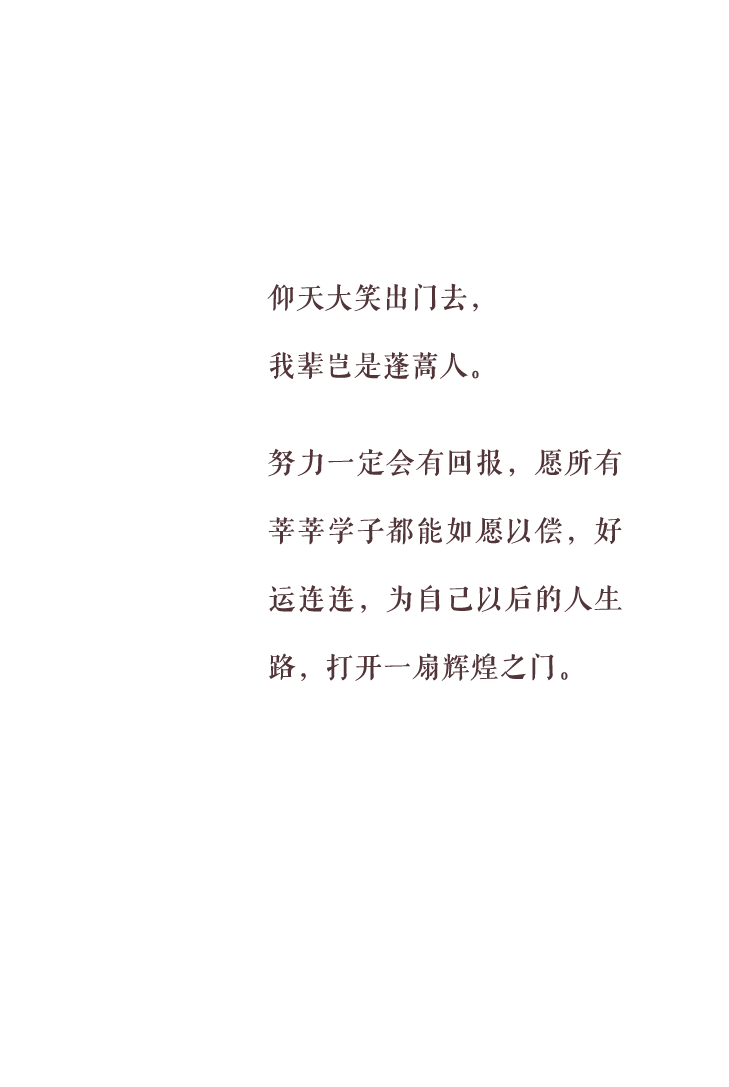 仰天大笑出门去，
我辈岂是蓬蒿人。
努力一定会有回报，愿所有
莘莘学子都能如愿以偿，好
运连连，为自己以后的人生
路，打开一扇辉煌之门。